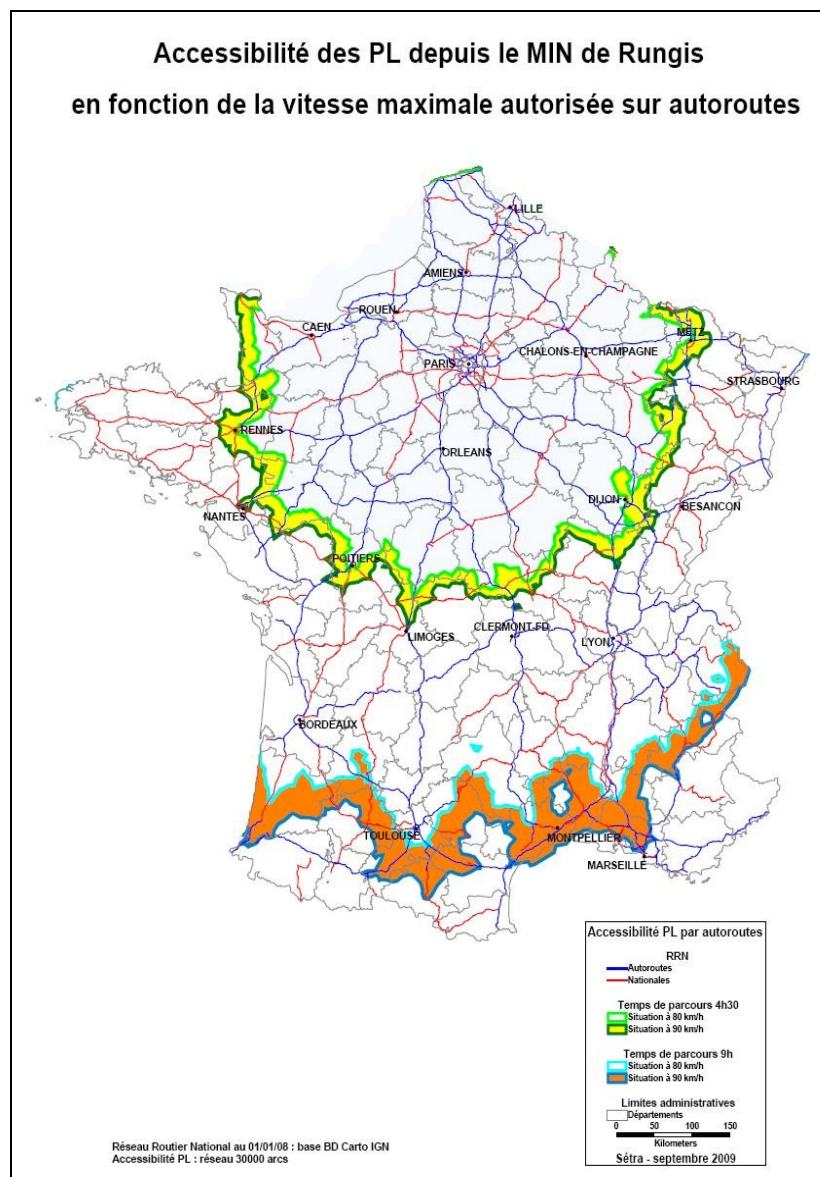 Accessibilité des PL depuis le MIN de Rungis
en fonction de la vitesse maximale autorisée sur autoroutes
LILLE
AMIENS
ROUEN
CAEN
METZ
PARIS
CHALONS-EN-CHAMPAGNE
STRASBOURG
RENNES
ORLEANS
DIJON
BESANCON
NANTES
POITIERS
LIMOGES
CLERMONT-FD
LYON
BORDEAUX
TOULOUSE
MONTPELLIER
MARSEILLE
Accessibilité PL par autoroutes
RRN
Autoroutes
Nationales
Temps de parcours 4h30
Situation à 80 km/h
Situation à 90 km/h
Temps de parcours 9h
Situation à 80 km/h
Situation à 90 km/h
Limites administratives
Départements
0 50 100 150
Kilometers
Sétra - septembre 2009
Réseau Routier National au 01/01/08 : base BD Carto IGN
Accessibilité PL : réseau 30000 arcs